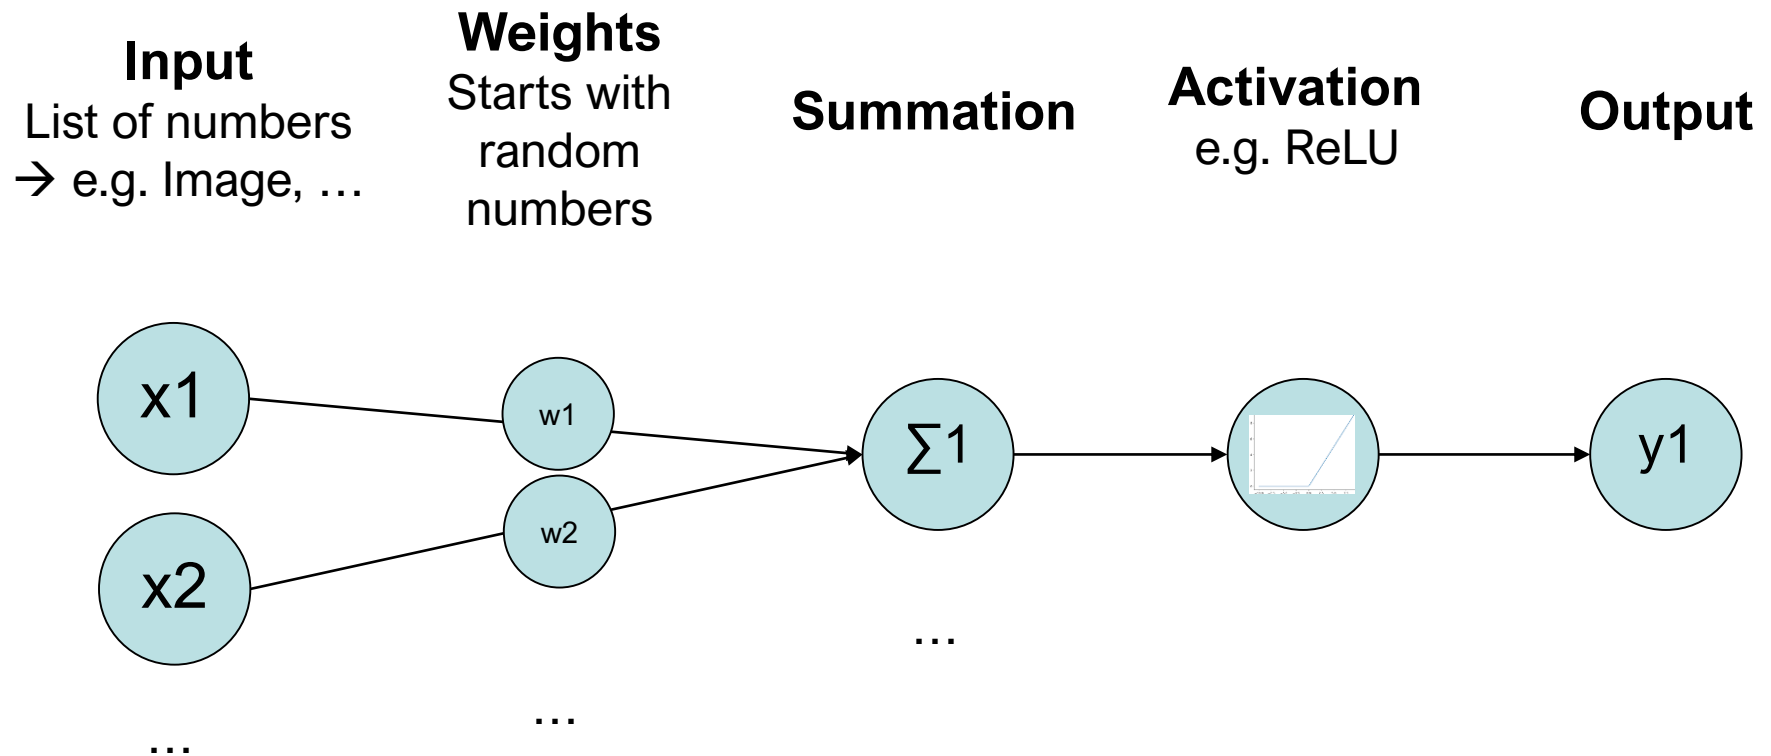 Input
List of numbers
→ e.g. Image, …
Weights
Starts with
random
numbers
Summation
Activation
e.g. ReLU
Output
x1
x2
...
w1
w2
...
∑1
...
y1